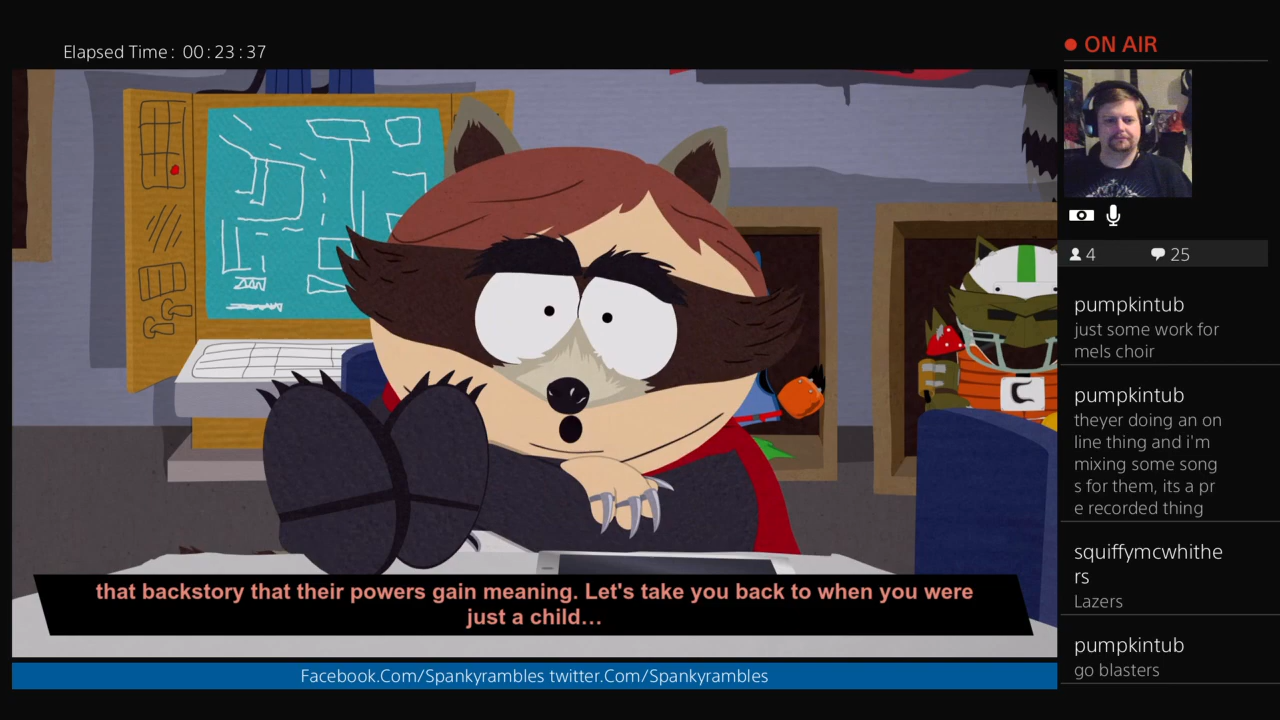 Elapsed Time: 00:23:37
ON AIR
4
25
pumpkintub
just some work for
mels choir
pumpkintub
theyer doing an on
line thing and i'm
mixing some song
s for them, its a pr
e recorded thing
squiffymcwhithe
rs
Lazers
pumpkintub
go blasters
that backstory that their powers gain meaning. Let's take you back to when you were
just a child...
Facebook.Com/Spankyrambles twitter.Com/Spankyrambles